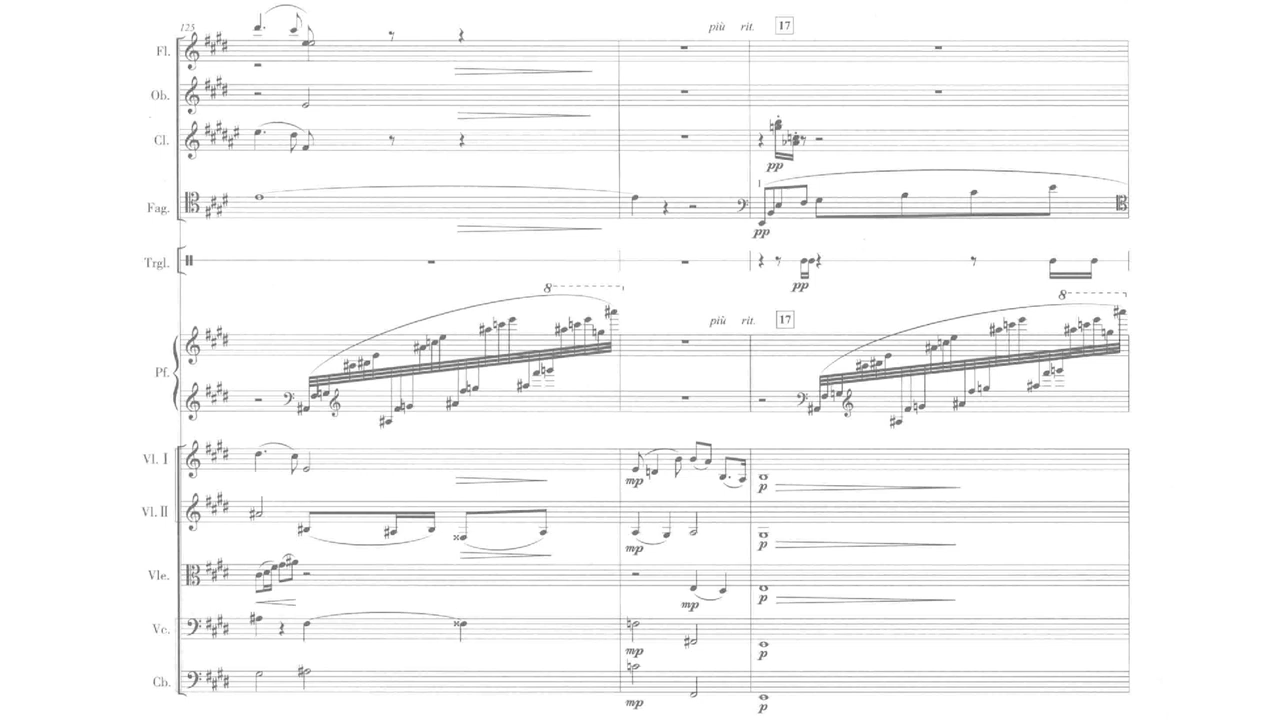 125
più rit. 17
Fl.
Ob.
Cl.
pp
1
Fag.
pp
Trgl.
pp
8
8
più rit. 17
Pf.
Vl. I
mp
p
Vl. II
mp
p
Vle.
mp
p
Vc.
mp
p
Cb.
mp
p